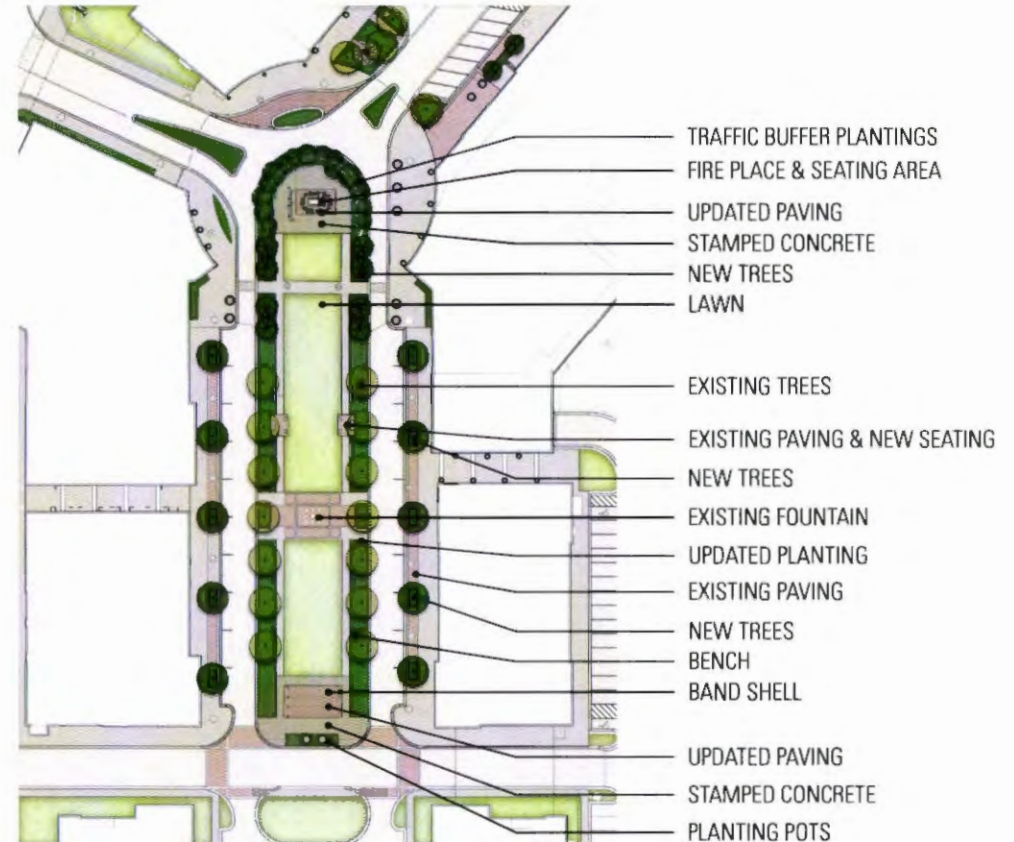 TRAFFIC BUFFER PLANTINGS
FIRE PLACE & SEATING AREA
UPDATED PAVING
STAMPED CONCRETE
NEW TREES
LAWN
EXISTING TREES
EXISTING PAVING & NEW SEATING
NEW TREES
EXISTING FOUNTAIN
UPDATED PLANTING
EXISTING PAVING
NEW TREES
BENCH
BAND SHELL
UPDATED PAVING
STAMPED CONCRETE
PLANTING POTS